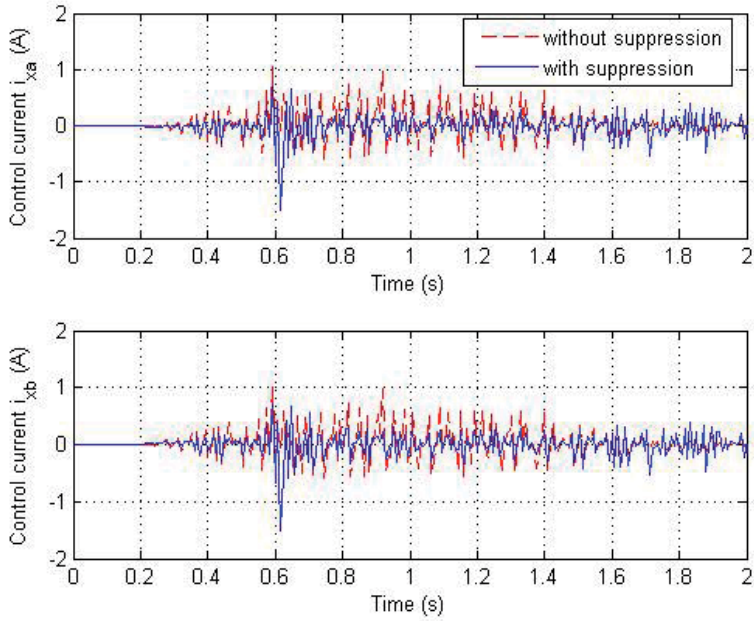 2
1
0
-1
-2
Control current i_xa (A)
without suppression
with suppression
0 0.2 0.4 0.6 0.8 1 1.2 1.4 1.6 1.8 2
Time (s)
2
1
0
-1
-2
Control current i_xb (A)
0 0.2 0.4 0.6 0.8 1 1.2 1.4 1.6 1.8 2
Time (s)